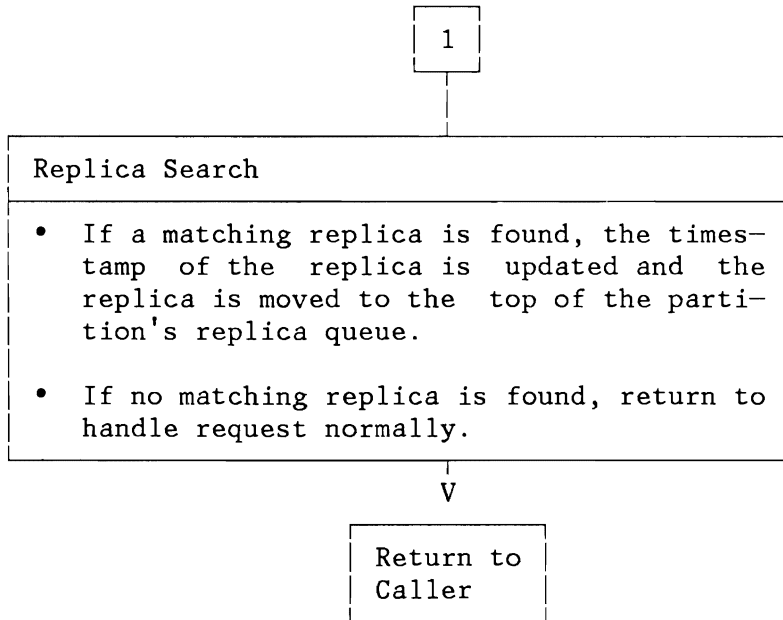 1
Replica Search
• If a matching replica is found, the times–
tamp of the replica is updated and the
replica is moved to the top of the parti–
tion's replica queue.
• If no matching replica is found, return to
handle request normally.
V
Return to
Caller